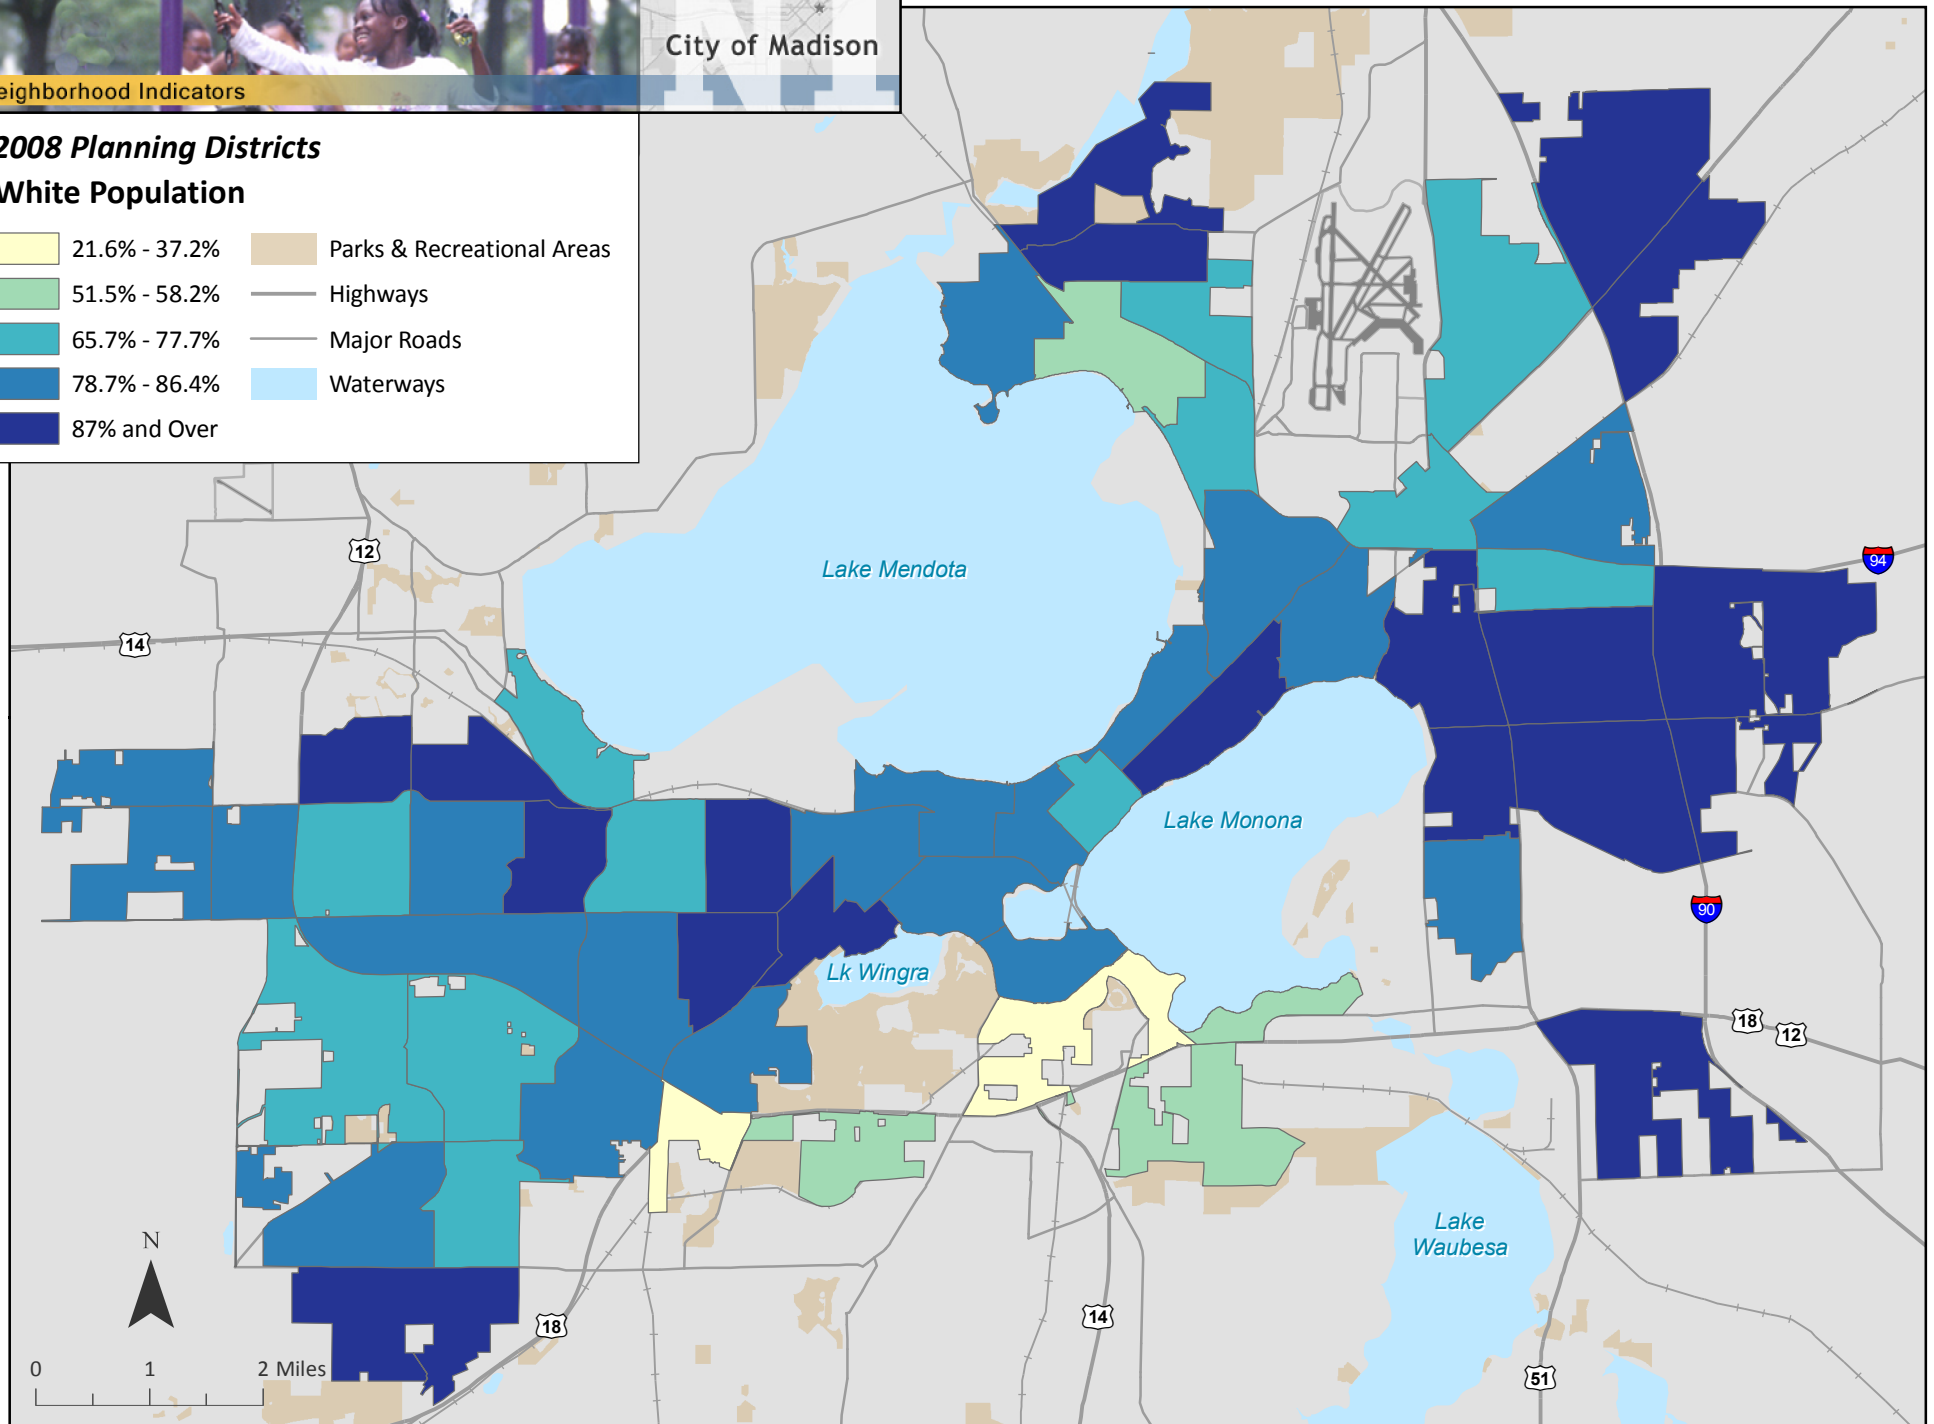 City of Madison
eighborhood Indicators
2008 Planning Districts
White Population
21.6% - 37.2%
Parks & Recreational Areas
51.5% - 58.2%
Highways
65.7% - 77.7%
Major Roads
78.7% - 86.4%
Waterways
87% and Over
12
Lake Mendota
94
14
Lake Monona
90
Lk Wingra
18
12
Lake
Waubesa
N
18
14
0 1 2 Miles
51